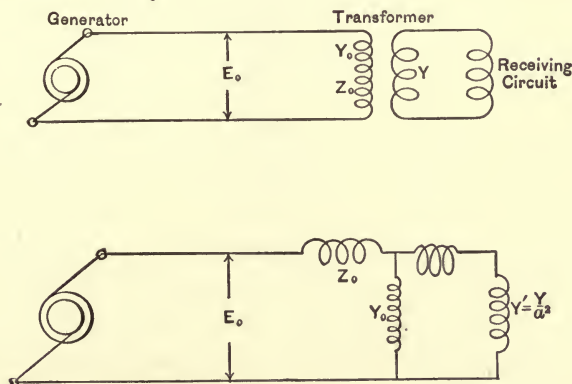 Generator Transformer
Y₀
E₀ Z₀ Y Receiving
Circuit
Z₀
E₀ Y₀ Y'=Y/a²